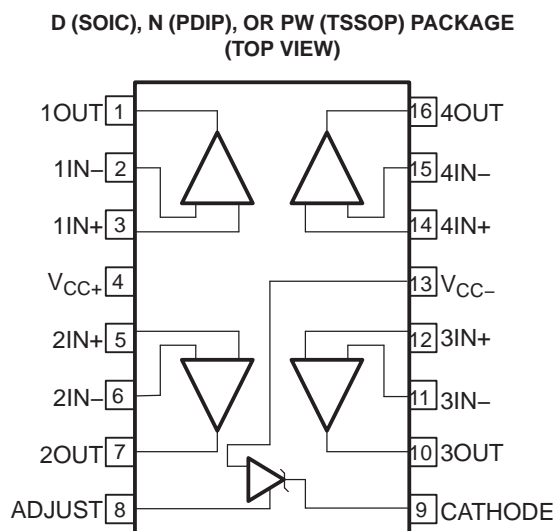 D (SOIC), N (PDIP), OR PW (TSSOP) PACKAGE
(TOP VIEW)
1OUT 1 16 4OUT
1IN− 2 15 4IN−
1IN+ 3 14 4IN+
VCC+ 4 13 VCC−
2IN+ 5 12 3IN+
2IN− 6 11 3IN−
2OUT 7 10 3OUT
ADJUST 8 9 CATHODE